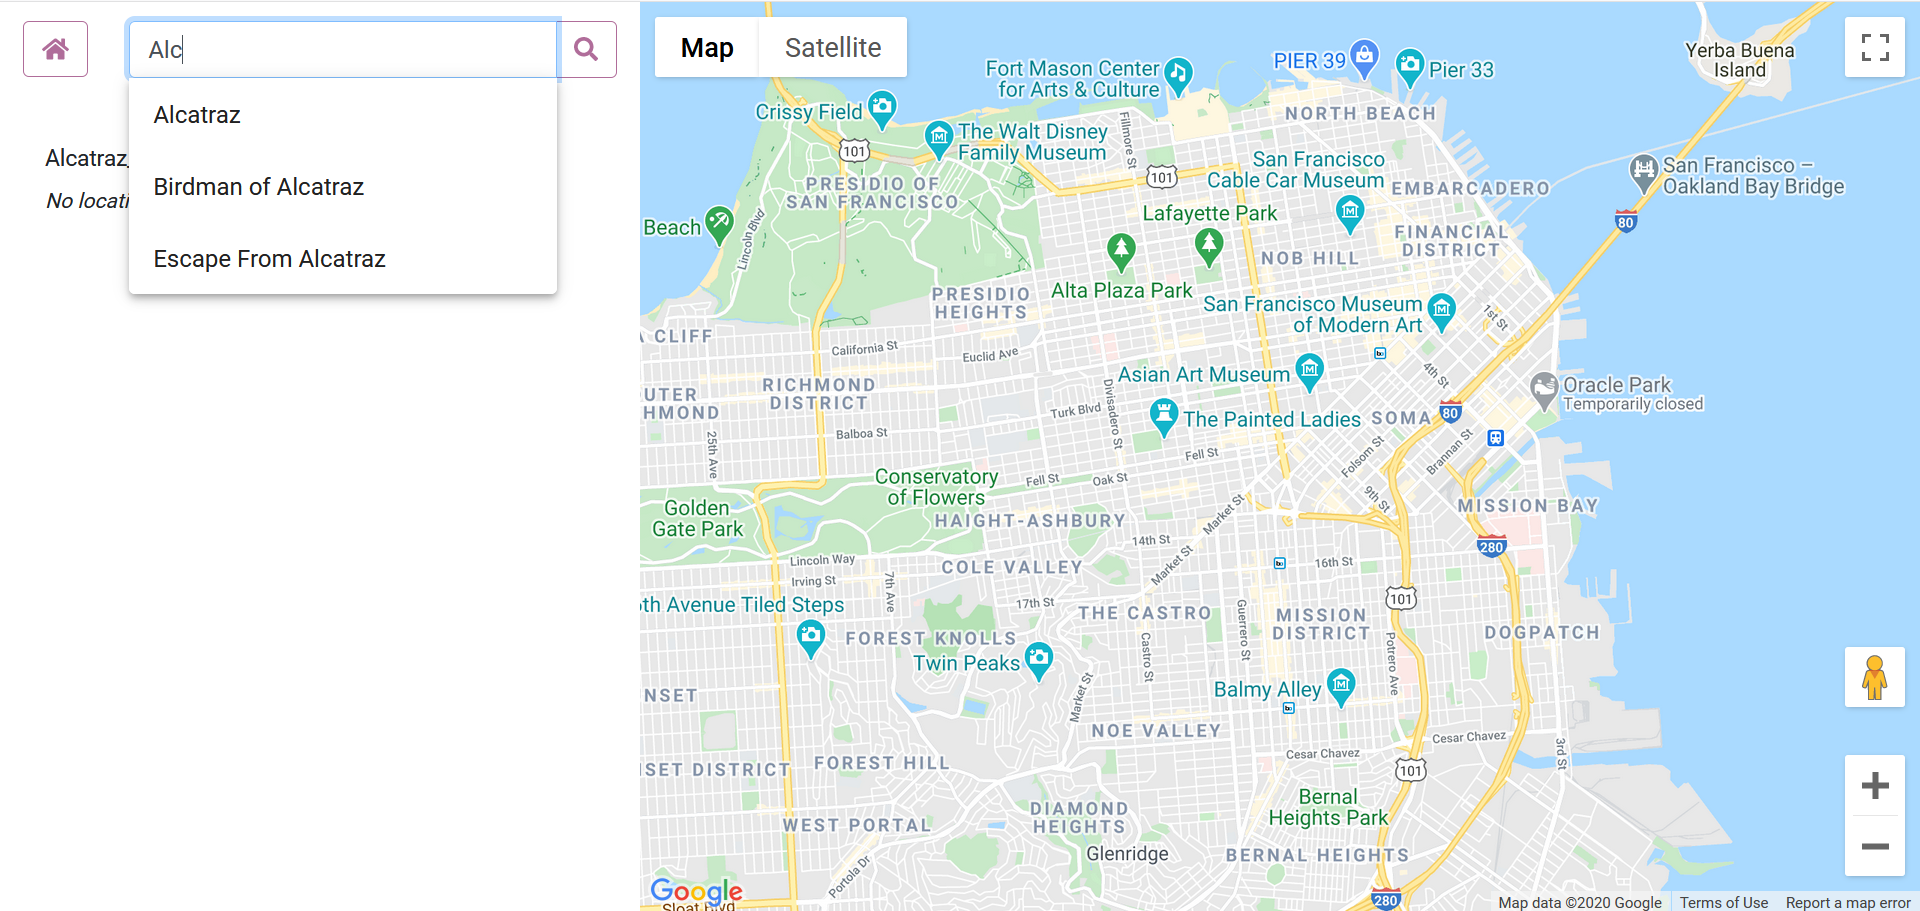 Alc
Alcatraz
Birdman of Alcatraz
Escape From Alcatraz
Alcatraz
No locati
Map
Satellite
Fort Mason Center
for Arts & Culture
PIER 39
Pier 33
Yerba Buena
Island
Crissy Field
NORTH BEACH
The Walt Disney
Family Museum
Fillmore St
101
101
San Francisco
Cable Car Museum
San Francisco –
Oakland Bay Bridge
PRESIDIO OF
SAN FRANCISCO
EMBARCADERO
Beach
Lincoln Blvd
Lafayette Park
80
FINANCIAL
DISTRICT
NOB HILL
Alta Plaza Park
PRESIDIO
HEIGHTS
San Francisco Museum
of Modern Art
1st St
CLIFF
California St
Euclid Ave
Asian Art Museum
4th St
RICHMOND
DISTRICT
UTER
HMOND
Divisadero St
Turk Blvd
The Painted Ladies
SOMA
80
Oracle Park
Temporarily closed
25th Ave
Balboa St
Fell St
Folsom St
Brannan St
Conservatory
of Flowers
Fell St
Oak St
9th St
Golden
Gate Park
HAIGHT-ASHBURY
Market St
MISSION BAY
14th St
280
Lincoln Way
Irving St
7th Ave
COLE VALLEY
Market St
16th St
th Avenue Tiled Steps
17th St
THE CASTRO
Guerrero St
101
MISSION
DISTRICT
FOREST KNOLLS
Twin Peaks
Castro St
Potrero Ave
DOGPATCH
NSET
Market St
Balmy Alley
NOE VALLEY
Cesar Chavez
Cesar Chavez
3rd St
SET DISTRICT
FOREST HILL
101
DIAMOND
HEIGHTS
Bernal
Heights Park
WEST PORTAL
Glenridge
BERNAL HEIGHTS
Portola Dr
Google
Sloat Blvd
280
Map data ©2020 Google
Terms of Use
Report a map error